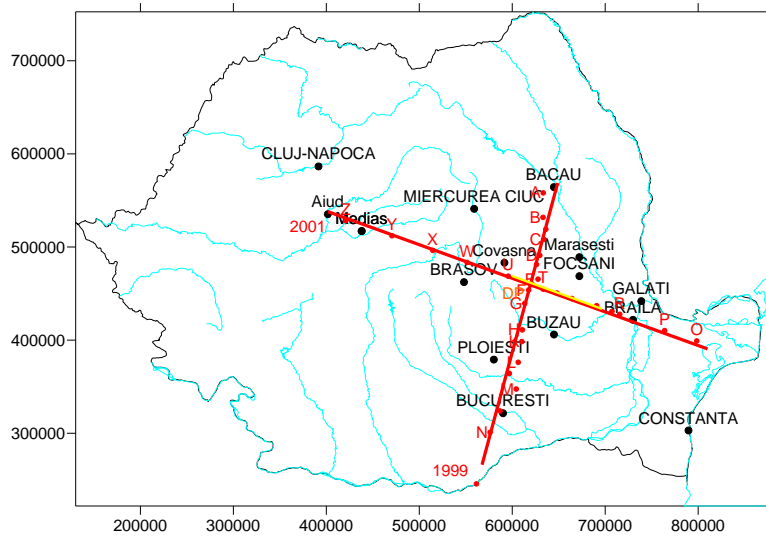 700000
600000
500000
400000
300000
200000 300000 400000 500000 600000 700000 800000
CLUJ-NAPOCA
BACAU
A
Aiud
MIERCUREA CIUC
Z
2001
Medias
B
Y
X
C
Marasesti
W
Covasna
D
FOCSANI
BRASOV
U
T
E
DF
F
GALATI
G
R
BRAILA
P
O
H
BUZAU
PLOIESTI
L
M
BUCURESTI
CONSTANTA
N
1999